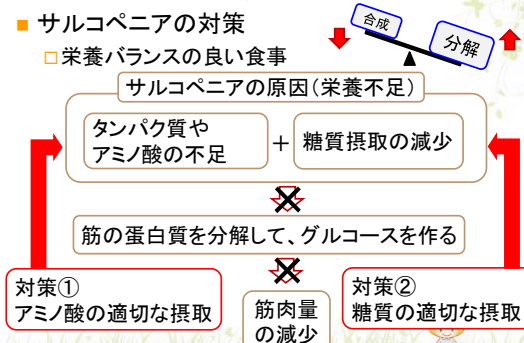 ■ サルコペニアの対策
□栄養バランスの良い食事
合成
分解
サルコペニアの原因(栄養不足)
タンパク質や
アミノ酸の不足
+
糖質摂取の減少
筋の蛋白質を分解して、グルコースを作る
対策①
アミノ酸の適切な摂取
筋肉量
の減少
対策②
糖質の適切な摂取